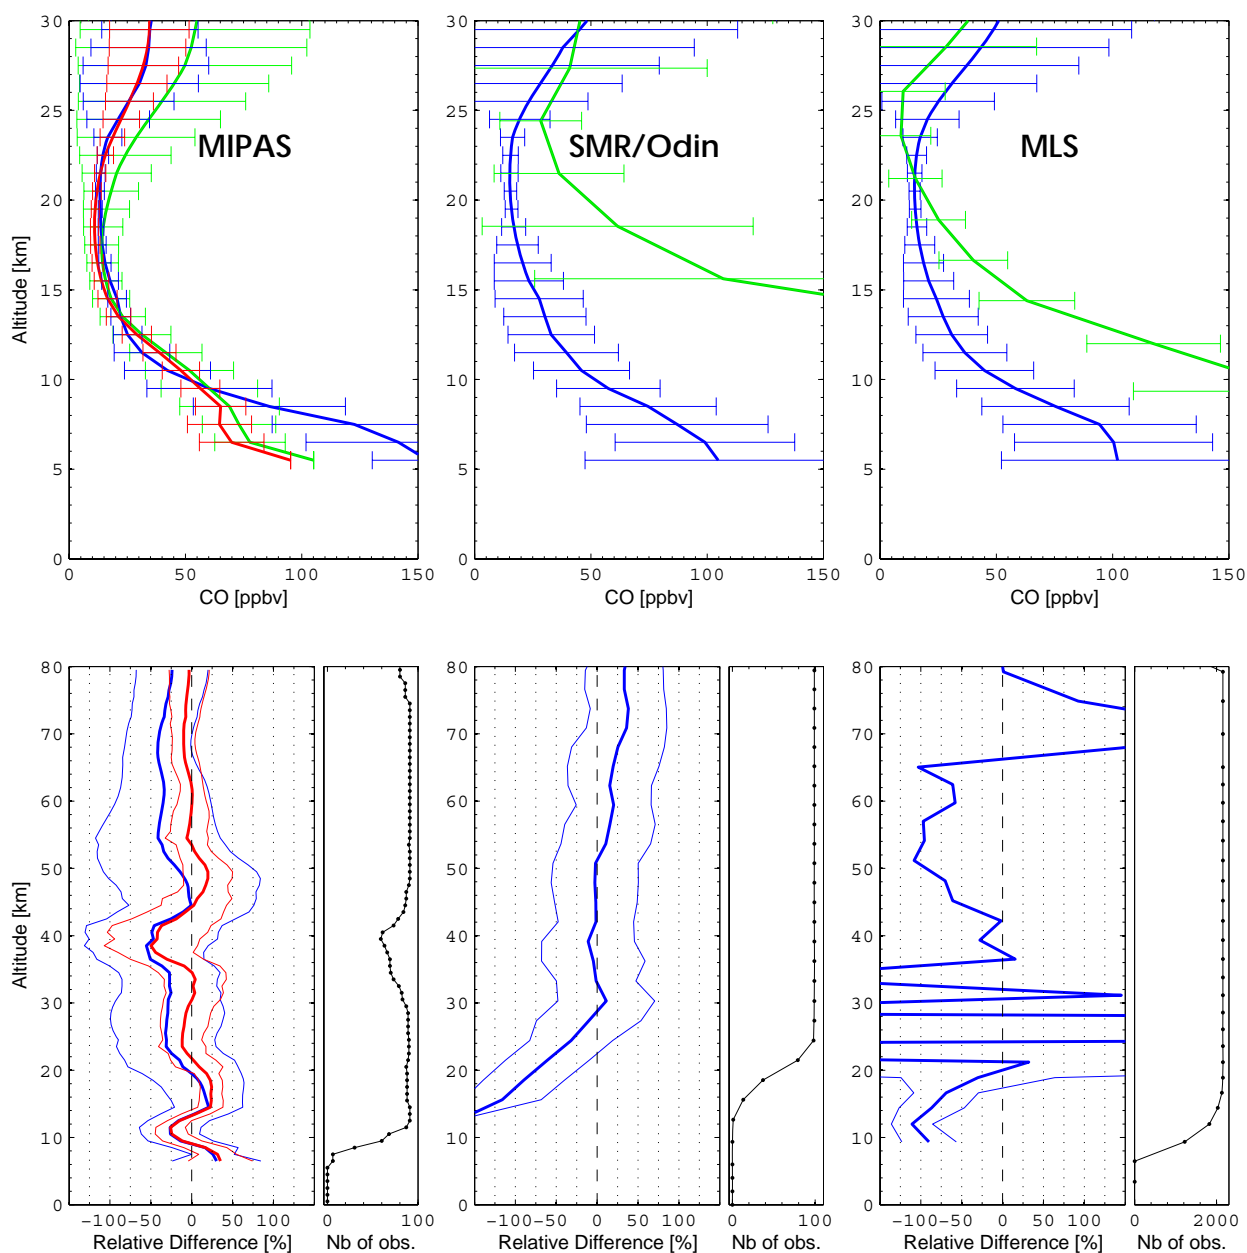 30
25
20
15
10
5
0
Altitude [km]
MIPAS
0 50 100 150
CO [ppbv]
30
25
20
15
10
5
0
SMR/Odin
0 50 100 150
CO [ppbv]
30
25
20
15
10
5
0
MLS
0 50 100 150
CO [ppbv]
80
70
60
50
40
30
20
10
0
Altitude [km]
−100 −50 0 50 100
Relative Difference [%]
0 100
Nb of obs.
80
70
60
50
40
30
20
10
0
−100 −50 0 50 100
Relative Difference [%]
0 100
Nb of obs.
80
70
60
50
40
30
20
10
0
−100 −50 0 50 100
Relative Difference [%]
0 2000
Nb of obs.